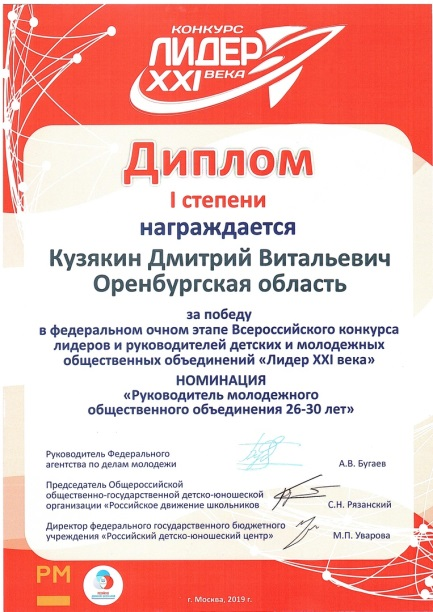 КОНКУРС
ЛИДЕР
XXI ВЕКА
Диплом
I степени
награждается
Кузякин Дмитрий Витальевич
Оренбургская область
за победу
в федеральном очном этапе Всероссийского конкурса
лидеров и руководителей детских и молодежных
общественных объединений «Лидер XXI века»
НОМИНАЦИЯ
«Руководитель молодежного
общественного объединения 26-30 лет»
Руководитель Федерального
агентства по делам молодежи
А.В. Бугаев
Председатель Общероссийской
общественно-государственной детско-юношеской
организации «Российское движение школьников
С.Н. Рязанский
Директор федерального государственного бюджетного
учреждения «Российский детско-юношеский центр»
М.П. Уварова
РМ
г. Москва, 2019 г.